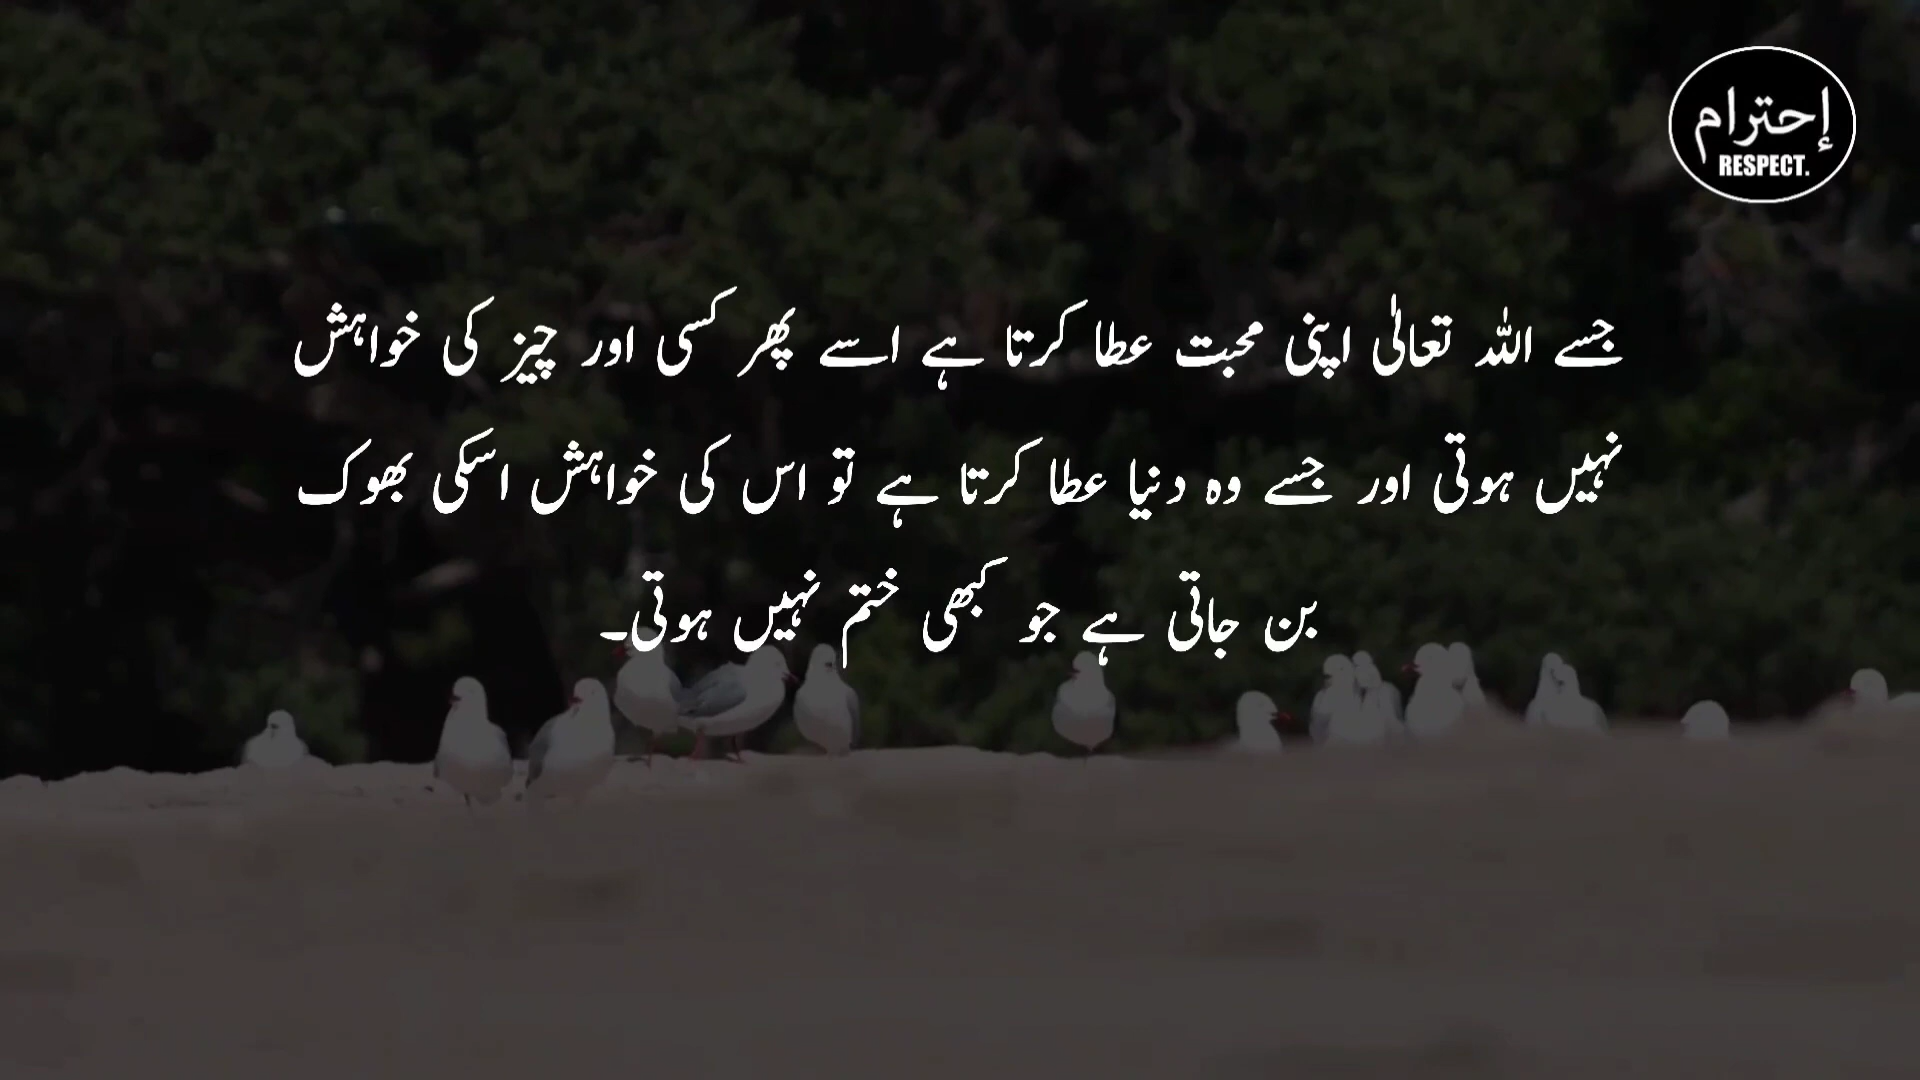 إحترام
RESPECT.
جسے اللہ تعالٰی اپنی محبت عطا کرتا ہے اسے پھر کسی اور چیز کی خواہش
نہیں ہوتی اور جسے وہ دنیا عطا کرتا ہے تو اس کی خواہش اسکی بھوک
بن جاتی ہے جو کبھی ختم نہیں ہوتی۔